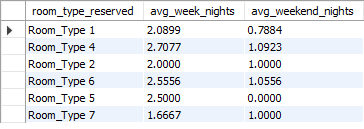 room_type_reserved avg_week_nights avg_weekend_nights
Room_Type 1 2.0899 0.7884
Room_Type 4 2.7077 1.0923
Room_Type 2 2.0000 1.0000
Room_Type 6 2.5556 1.0556
Room_Type 5 2.5000 0.0000
Room_Type 7 1.6667 1.0000